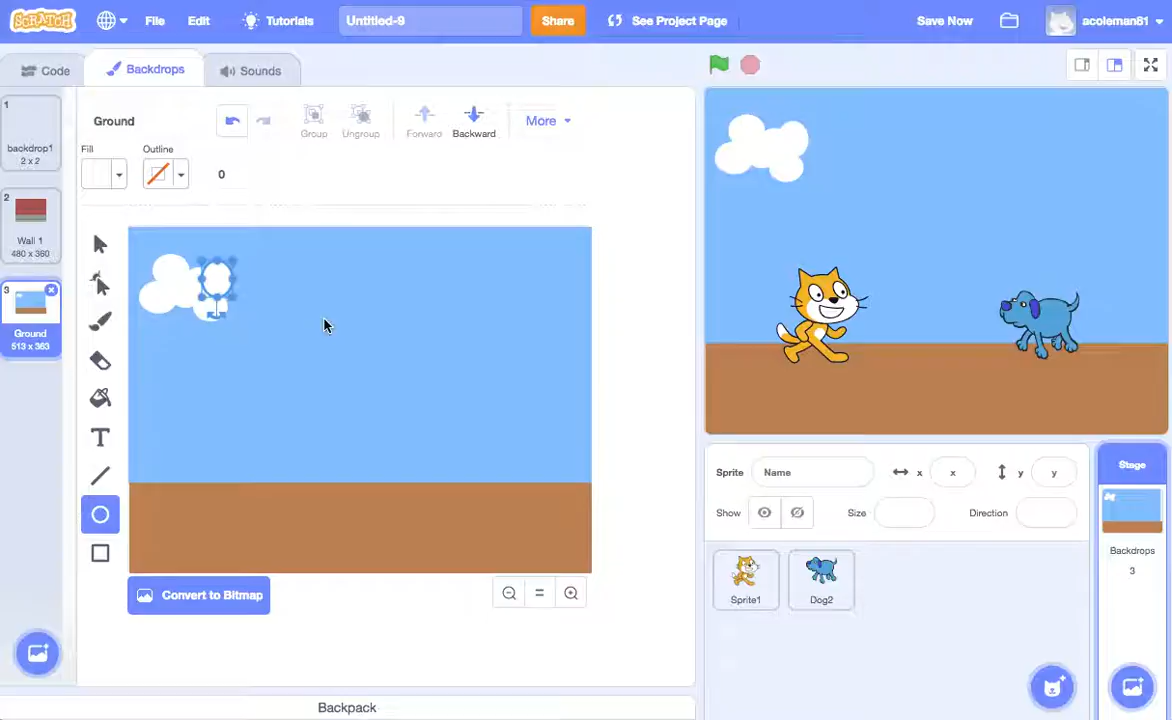 SCRATCH File Edit Tutorials Untitled-9 Share See Project Page Save Now acoleman61
Code Backdrops Sounds
1
backdrop1
2 x 2
2
Wall 1
480 x 360
3
Ground
513 x 363
Ground Group Ungroup Forward Backward More
Fill Outline
0
T
Convert to Bitmap
Backpack
Sprite Name x x y y
Show Size Direction
Sprite1 Dog2
Stage
Backdrops
3